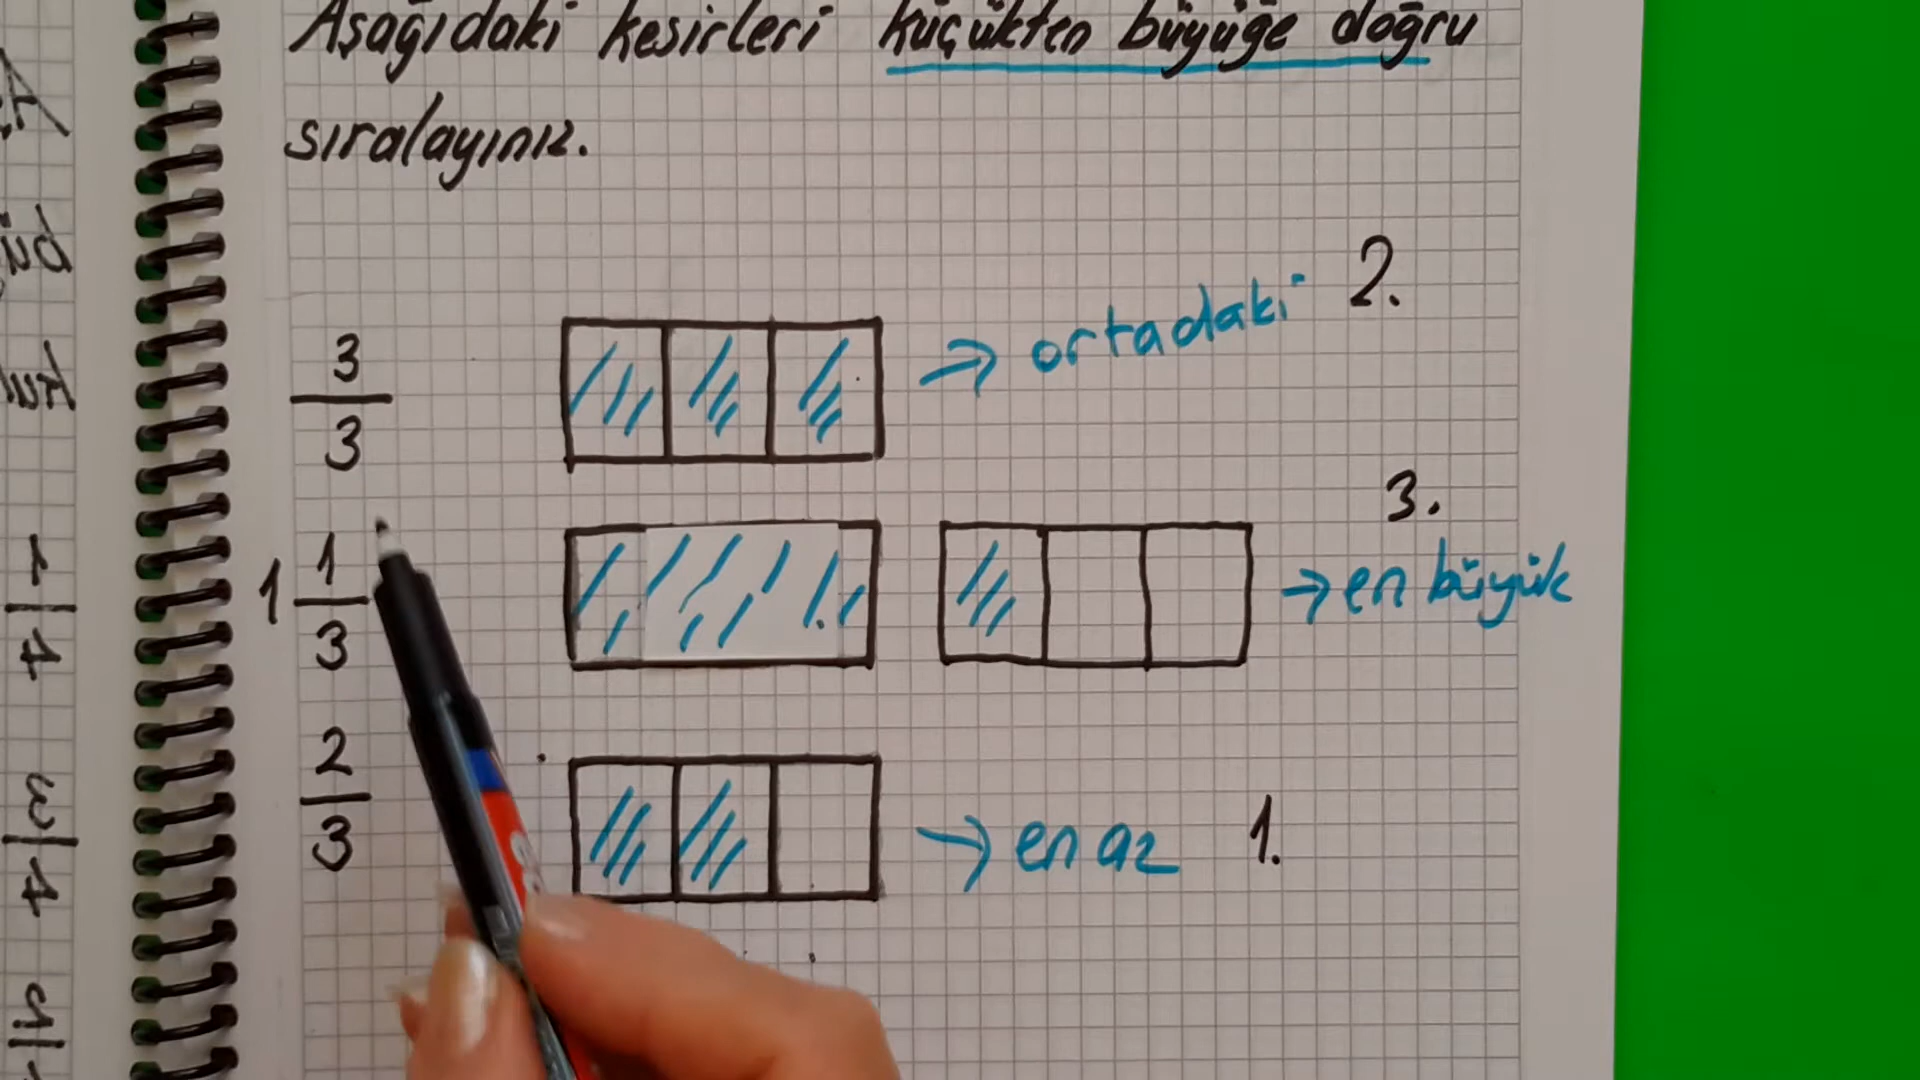 Aşağıdaki kesirleri küçükten büyüğe doğru
sıralayınız.
3/3 → ortadaki 2.
1 1/3 → en büyük 3.
2/3 → en az 1.